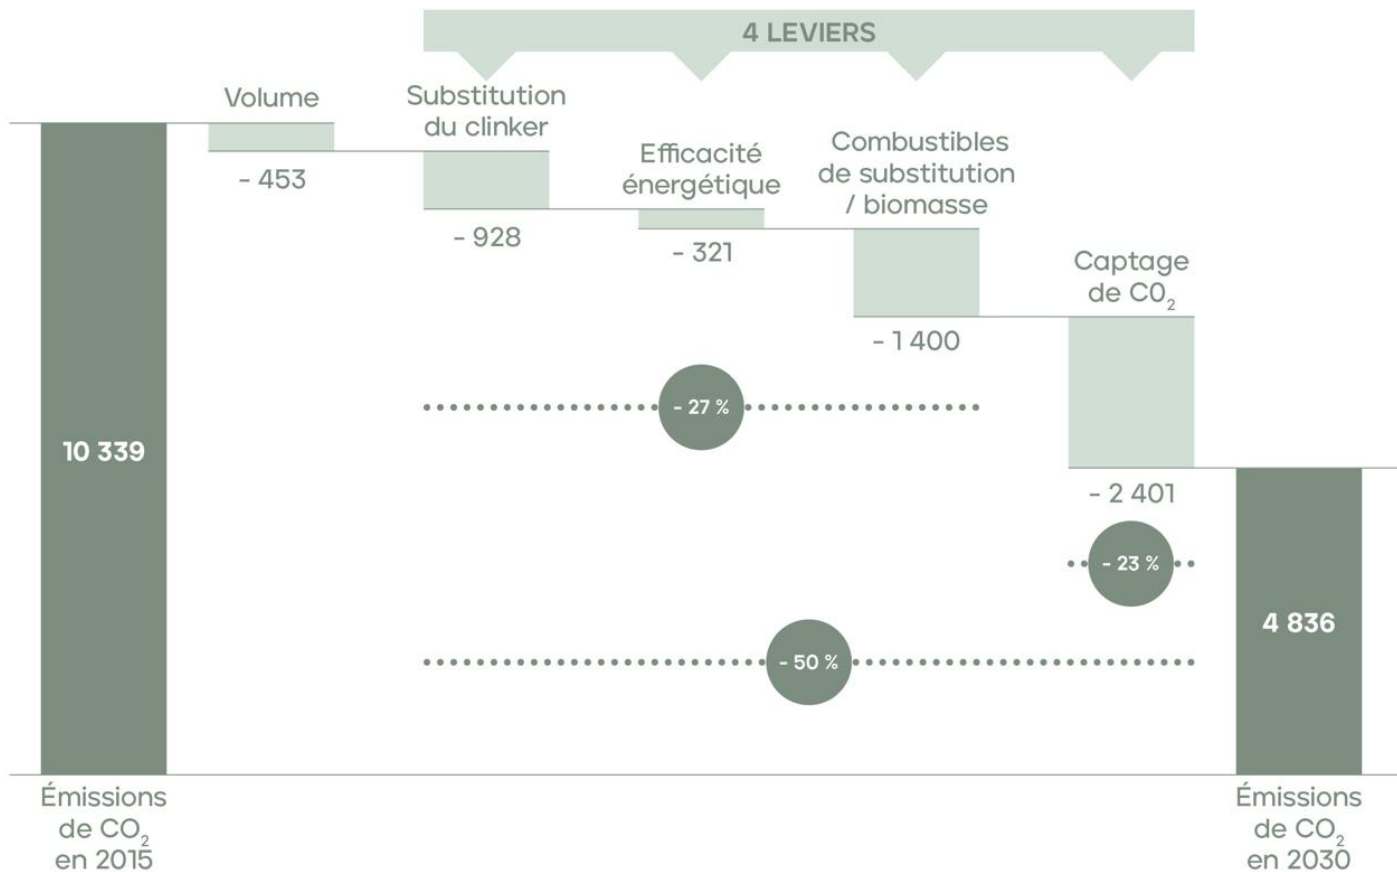 4 LEVIERS
Volume
- 453
Substitution
du clinker
- 928
Efficacité
énergétique
- 321
Combustibles
de substitution
/ biomasse
- 1 400
Captage
de C0₂
- 2 401
- 27 %
- 23 %
- 50 %
10 339
4 836
Émissions
de CO₂
en 2015
Émissions
de CO₂
en 2030